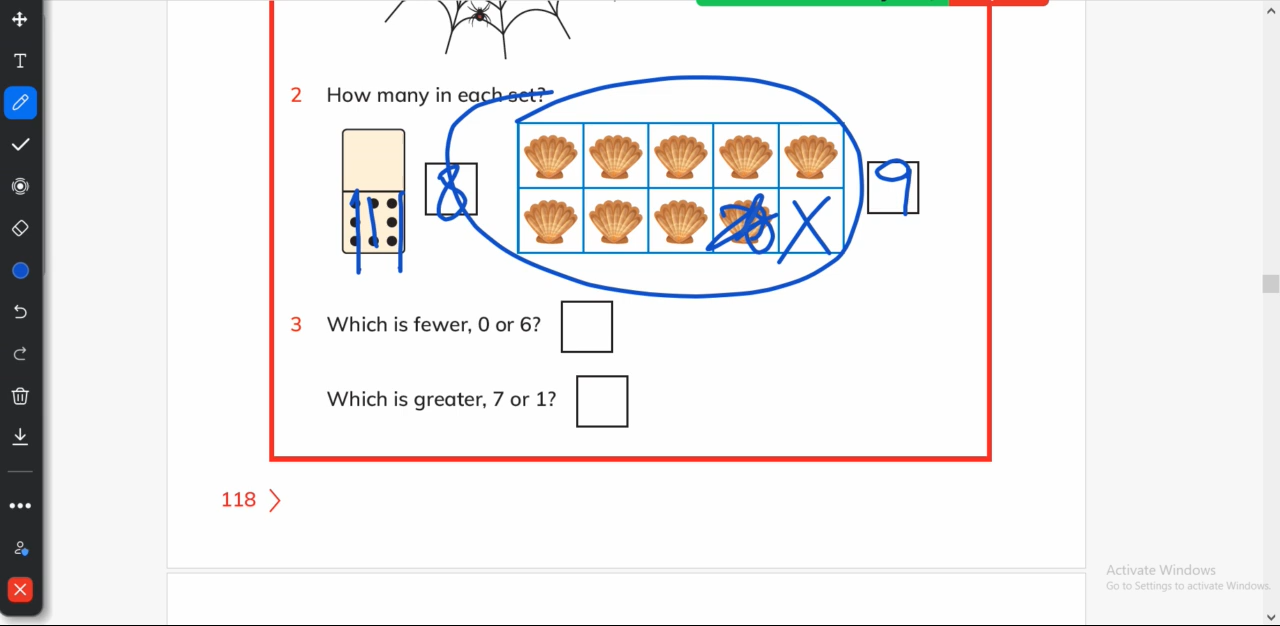 2 How many in each set?
8
9
3 Which is fewer, 0 or 6?
Which is greater, 7 or 1?
118
Activate Windows
Go to Settings to activate Windows.